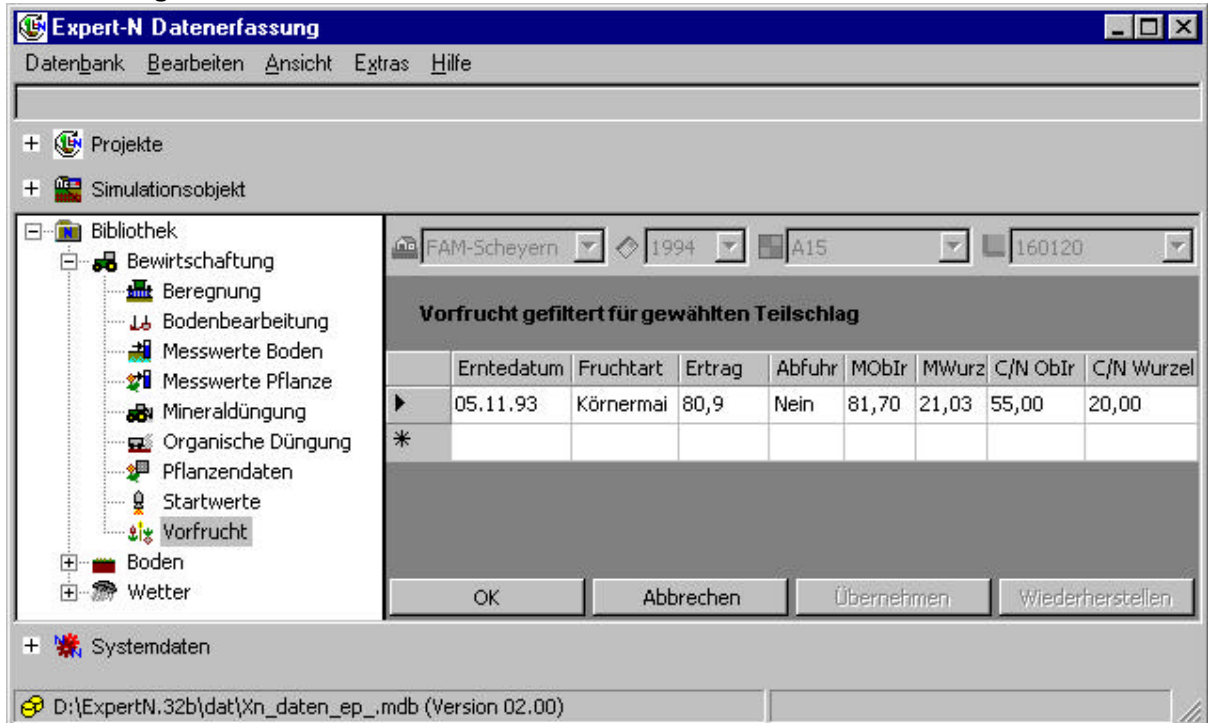 Expert-N Datenerfassung
Datenbank Bearbeiten Ansicht Extras Hilfe
Projekte
Simulationsobjekt
Bibliothek
Bewirtschaftung
Beregnung
Bodenbearbeitung
Messwerte Boden
Messwerte Pflanze
Mineraldüngung
Organische Düngung
Pflanzendaten
Startwerte
Vorfrucht
Boden
Wetter
FAM-Scheyern 1994 A15 160120
Vorfrucht gefiltert für gewählten Teilschlag
Erntedatum Fruchtart Ertrag Abfuhr MObIr MWurz C/N ObIr C/N Wurzel
05.11.93 Körnermai 80,9 Nein 81,70 21,03 55,00 20,00
OK Abbrechen Übernehmen Wiederherstellen
Systemdaten
D:\ExpertN.32b\dat\Xn_daten_ep_.mdb (Version 02.00)